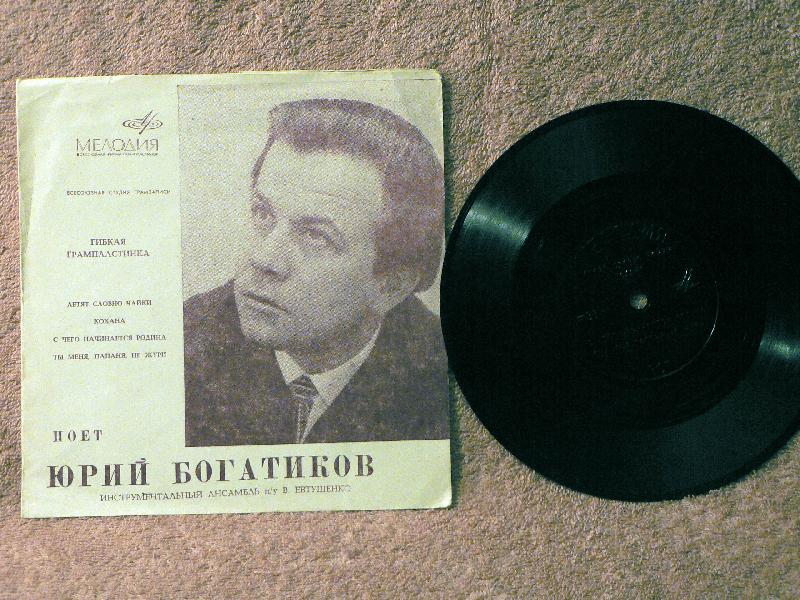 МЕЛОДИЯ
ВСЕСОЮЗНАЯ СТУДИЯ ГРАМЗАПИСИ
ГИБКАЯ
ГРАМПЛАСТИНКА
ЛЕТЯТ СЛОВНО ЧАЙКИ
КОХАНА
С ЧЕГО НАЧИНАЕТСЯ РОДИНА
ТЫ МЕНЯ, ПАПАНЯ, НЕ ЖУРИ
ПОЕТ
ЮРИЙ БОГАТИКОВ
ИНСТРУМЕНТАЛЬНЫЙ АНСАМБЛЬ п/у В. ЕВТУШЕНКО